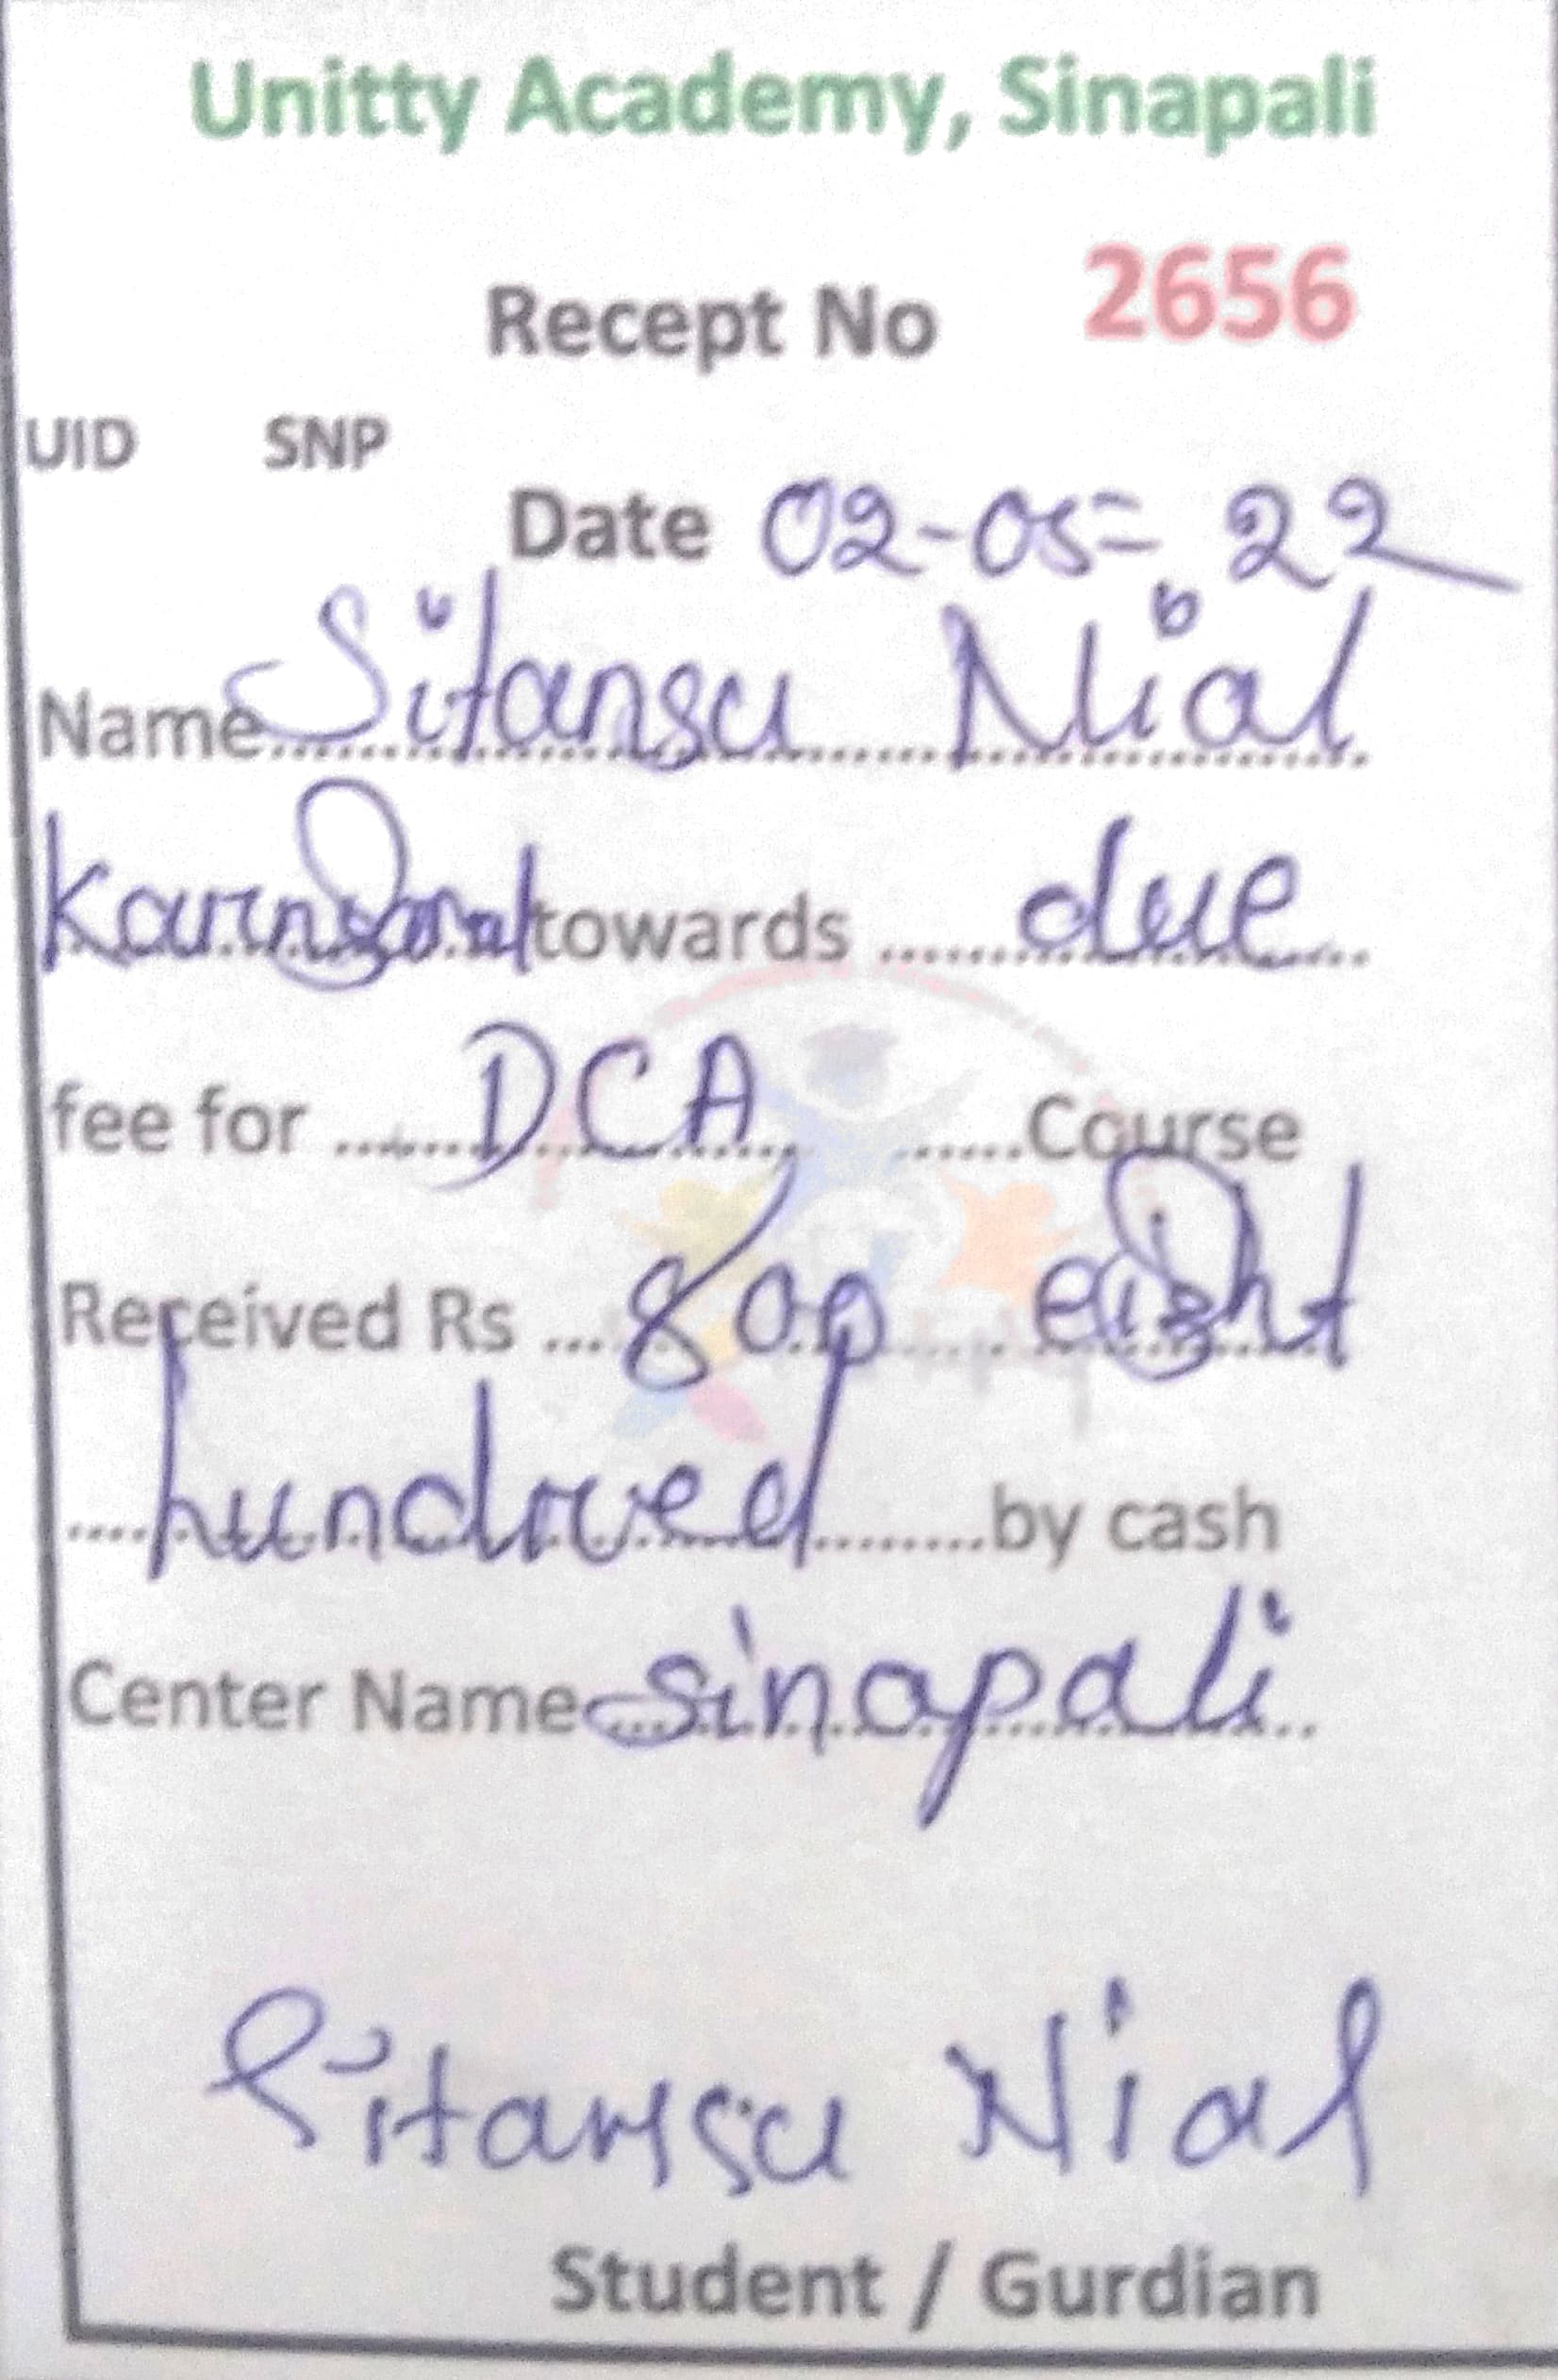 Unitty Academy, Sinapali
Recept No 2656
UID SNP
Date 02-05-22
Name Sitansu Nial
towards due
fee for DCA Course
Received Rs 800 eight
hundred by cash
Center Name Sinapali
Sitansu Nial
Student / Gurdian